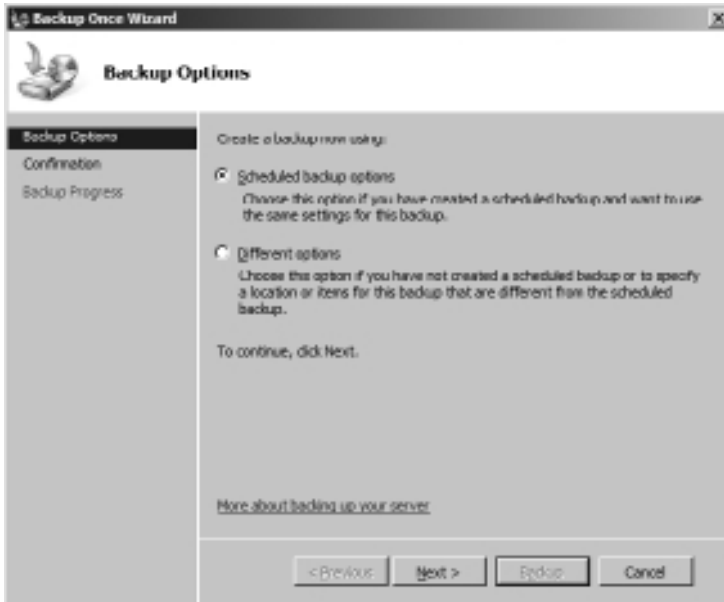 Backup Once Wizard
Backup Options
Backup Options
Confirmation
Backup Progress
Create a backup now using:
Scheduled backup options
Choose this option if you have created a scheduled backup and want to use
the same settings for this backup.
Different options
Choose this option if you have not created a scheduled backup or to specify
a location or items for this backup that are different from the scheduled
backup.
To continue, click Next.
More about backing up your server
< Previous
Next >
Backup
Cancel